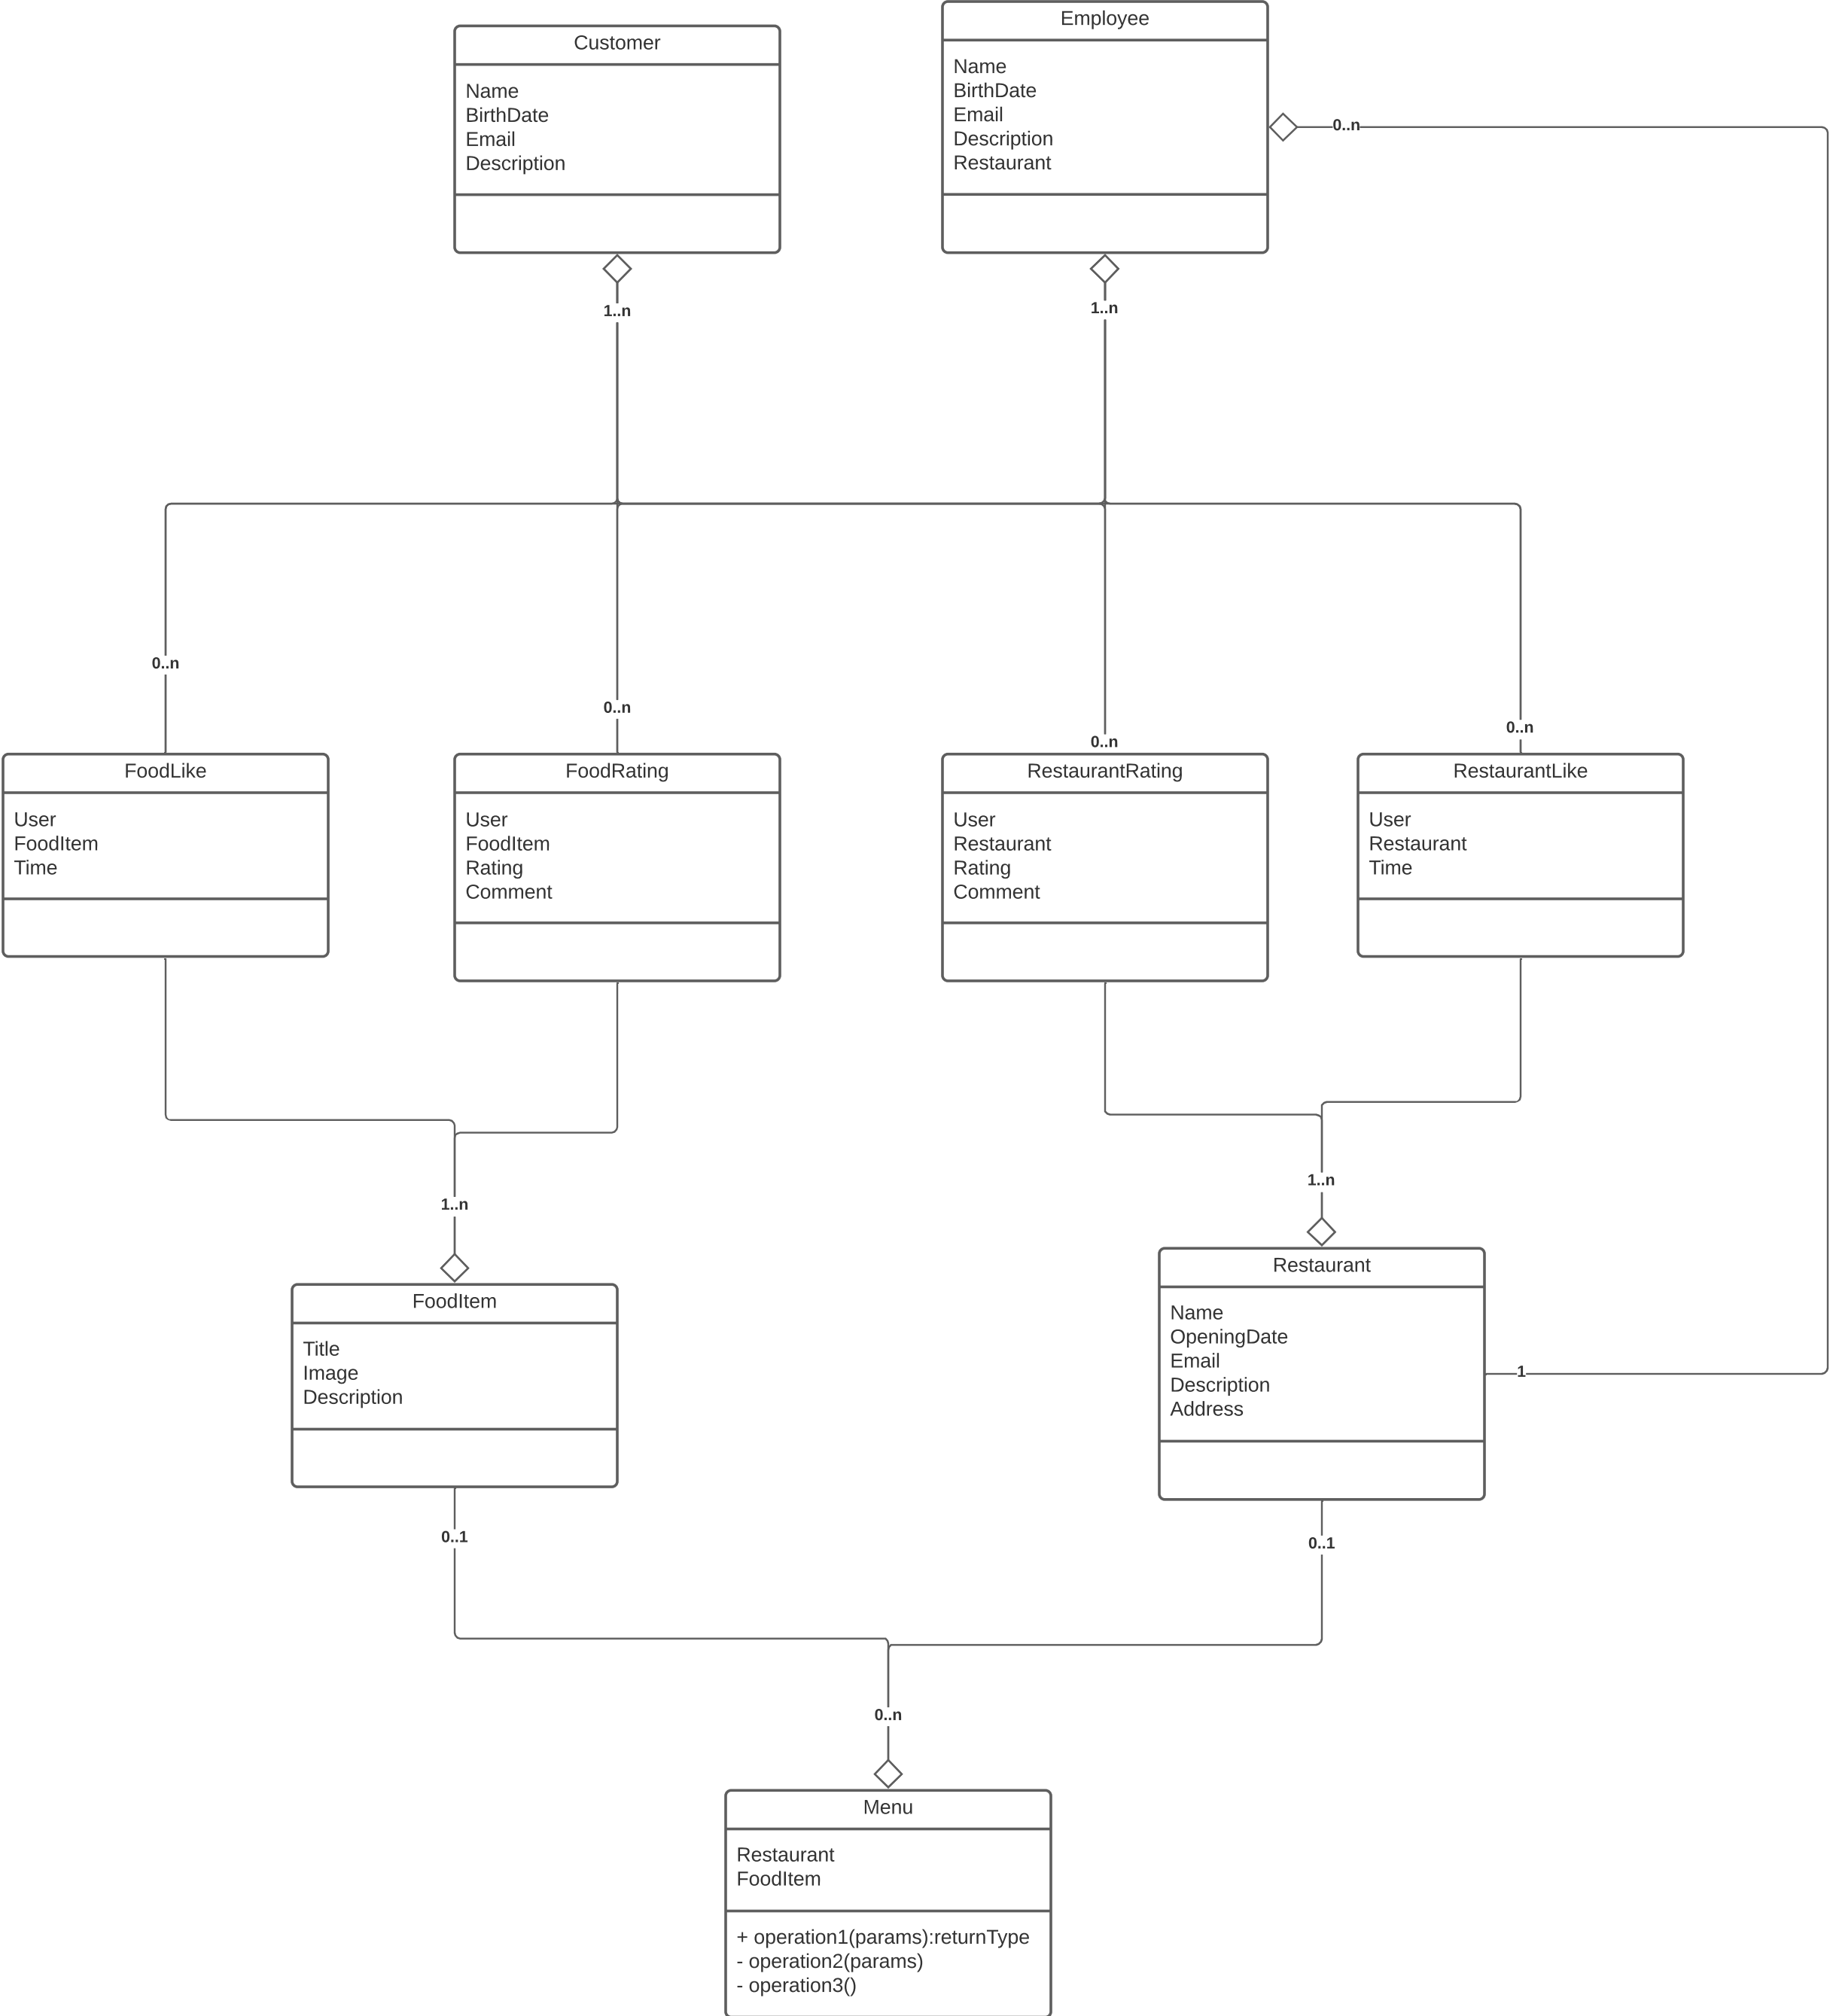 Customer
Name
BirthDate
Email
Description
Employee
Name
BirthDate
Email
Description
Restaurant
0..n
1..n
1..n
0..n
0..n
0..n
0..n
FoodLike
User
FoodItem
Time
FoodRating
User
FoodItem
Rating
Comment
RestaurantRating
User
Restaurant
Rating
Comment
RestaurantLike
User
Restaurant
Time
1..n
1..n
FoodItem
Title
Image
Description
Restaurant
Name
OpeningDate
Email
Description
Address
1
0..1
0..1
0..n
Menu
Restaurant
FoodItem
+ operation1(params):returnType
- operation2(params)
- operation3()